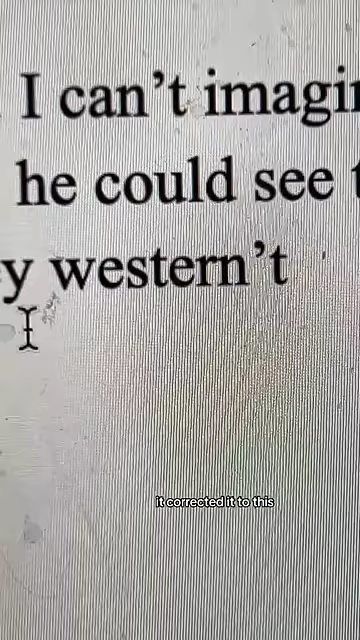 I can’t imagin
he could see t
y western’t
it corrected it to this